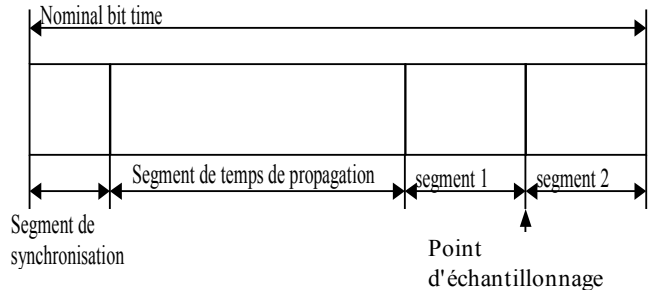 Nominal bit time
Segment de temps de propagation
segment 1
segment 2
Segment de
synchronisation
Point
d'échantillonnage